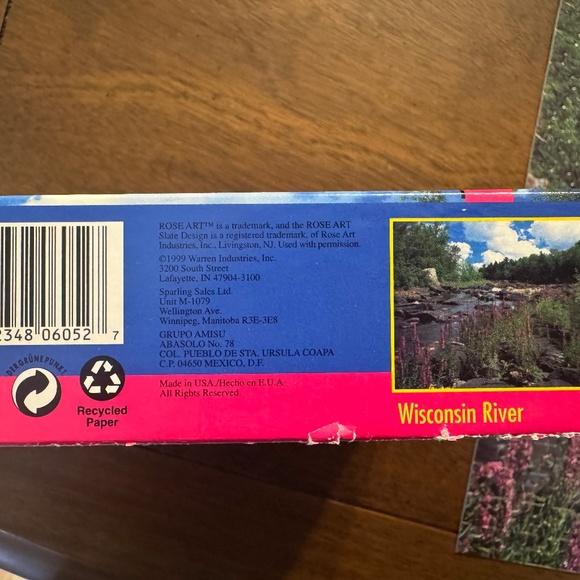 ROSE ART™ is a trademark, and the ROSE ART
Slate Design is a registered trademark, of Rose Art
Industries, Inc., Livingston, NJ. Used with permission.
©1999 Warren Industries, Inc.
3200 South Street
Lafayette, IN 47904-3100
Sparling Sales Ltd.
Unit M-1079
Wellington Ave.
Winnipeg, Manitoba R3E-3E8
GRUPO AMISU
ABASOLO No. 78
COL. PUEBLO DE STA. URSULA COAPA
C.P. 04650 MEXICO, D.F.
Made in USA./Hecho en E.U.A.
All Rights Reserved.
2348 06052 7
DER GRÜNE PUNKT
Recycled
Paper
Wisconsin River